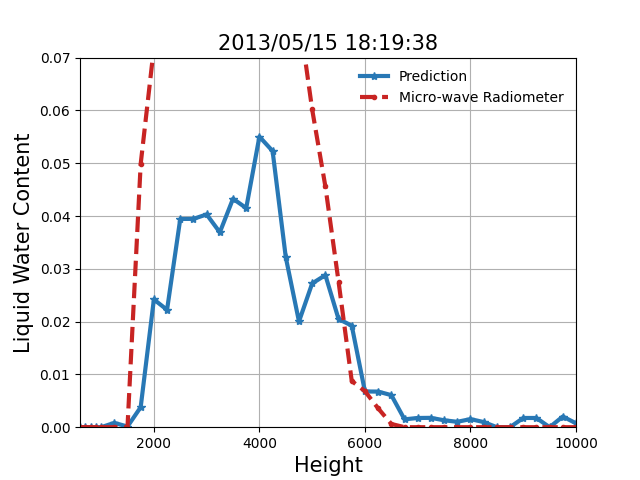 2013/05/15 18:19:38
Prediction
Micro-wave Radiometer
Liquid Water Content
0.07
0.06
0.05
0.04
0.03
0.02
0.01
0.00
2000 4000 6000 8000 10000
Height